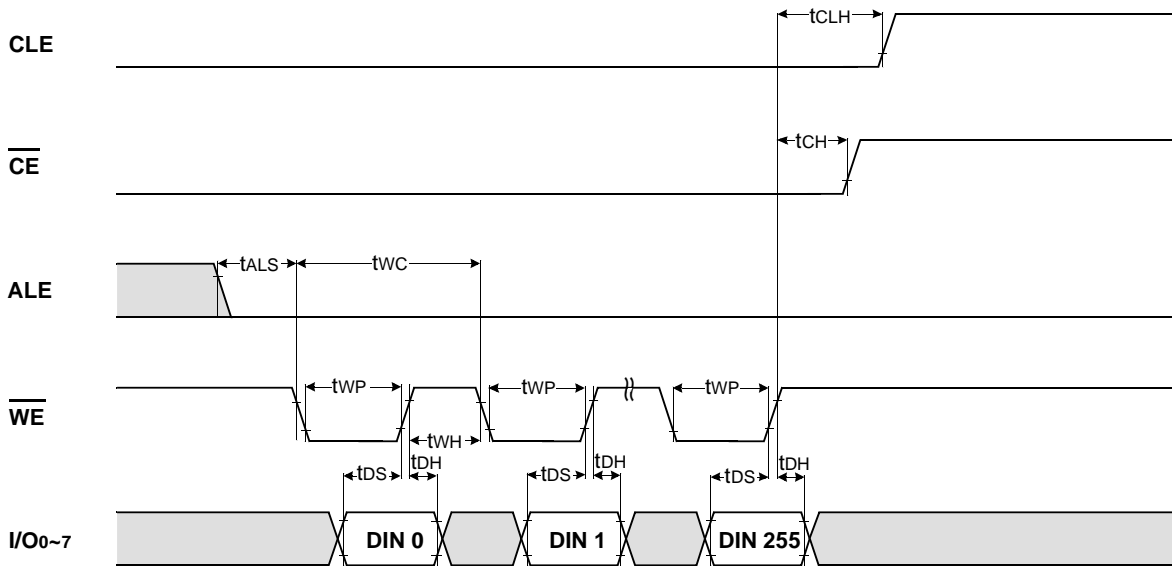 tCLH
CLE
tCH
CE
tALS
tWC
ALE
tWP
tWP
tWP
WE
tWH
tDS
tDH
tDS
tDH
tDS
tDH
I/O0~7
DIN 0
DIN 1
DIN 255